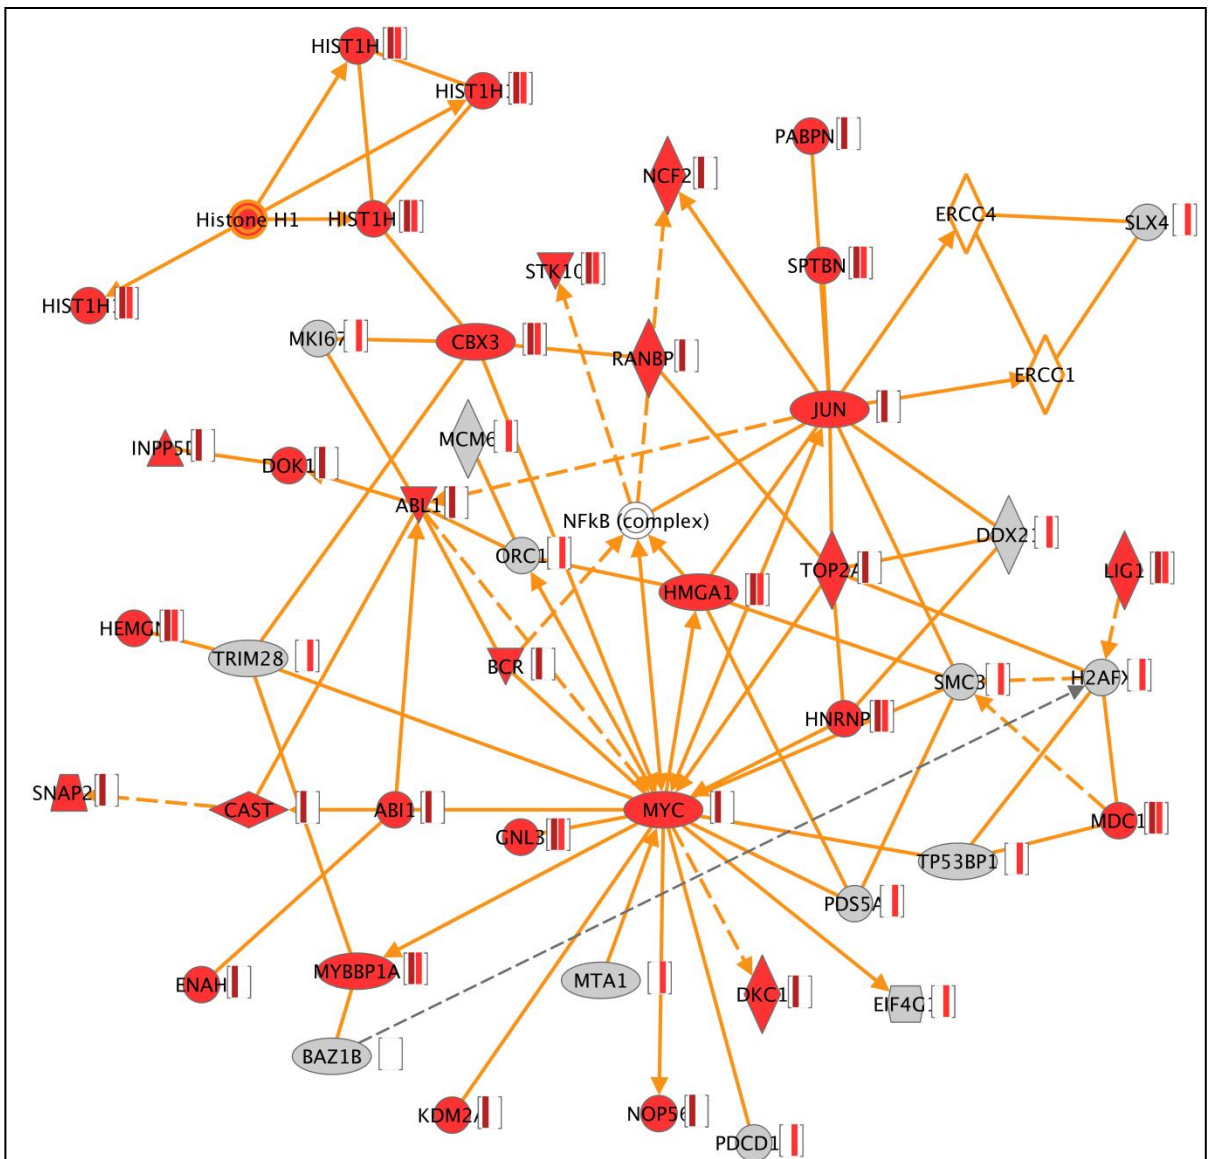 HIST1H
HIST1H1
PABPN
NCF2
ERCC4
SLX4
Histone H1
HIST1H
SPTBN
STK10
HIST1H
MKI67
CBX3
RANBP
ERCC1
JUN
MCM6
INPP5D
DOK1
ABL1
NFkB (complex)
DDX21
ORC1
TOP2A
LIG1
HMGA1
HEMGN
TRIM28
BCR
SMC3
H2AFX
HNRNP
SNAP2
CAST
ABI1
MYC
MDC1
GNL3
TP53BP1
PDS5A
MYBBP1A
MTA1
ENAH
DKC1
EIF4G1
BAZ1B
KDM2A
NOP56
PDCD1